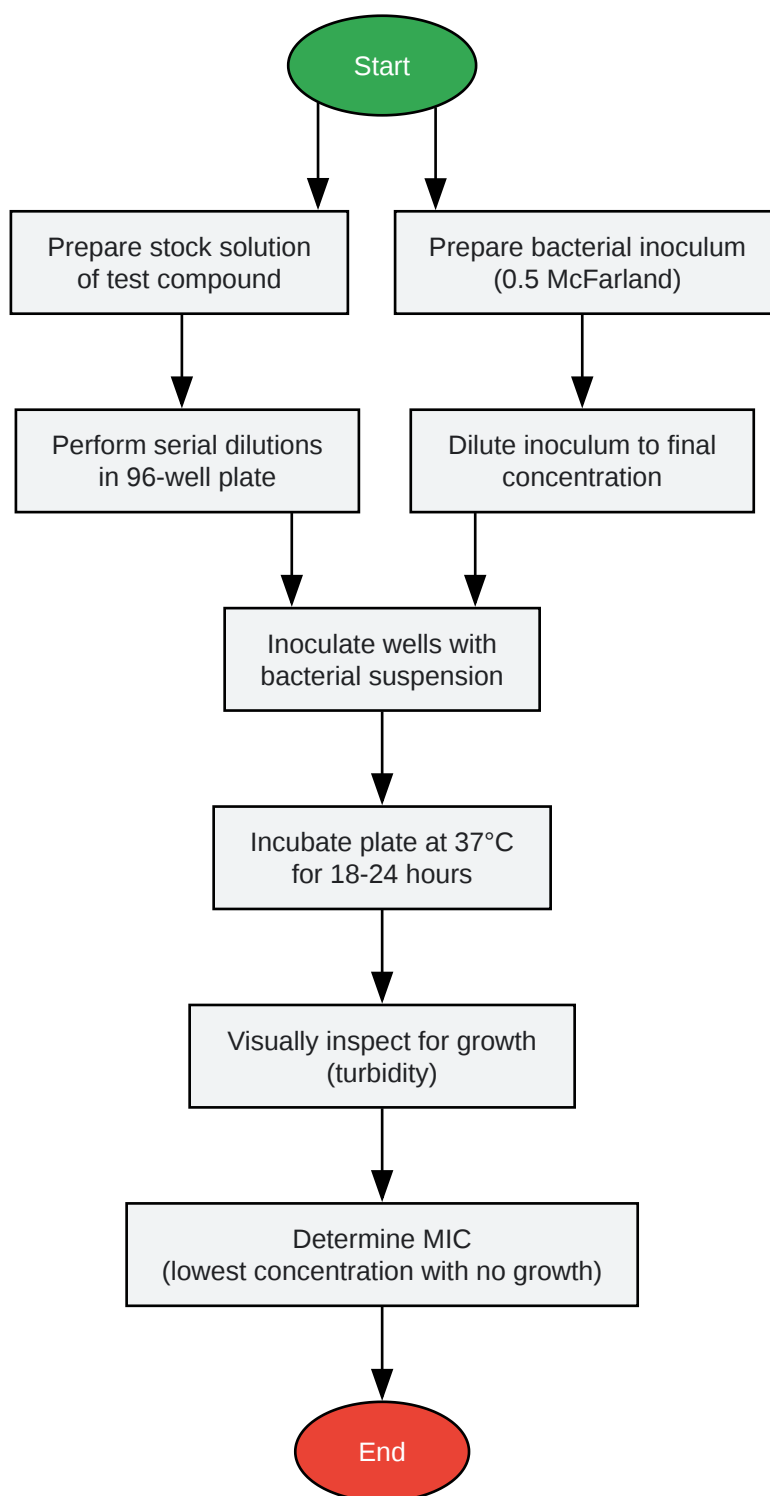 Start
Prepare stock solution
of test compound
Prepare bacterial inoculum
(0.5 McFarland)
Perform serial dilutions
in 96-well plate
Dilute inoculum to final
concentration
Inoculate wells with
bacterial suspension
Incubate plate at 37°C
for 18-24 hours
Visually inspect for growth
(turbidity)
Determine MIC
(lowest concentration with no growth)
End